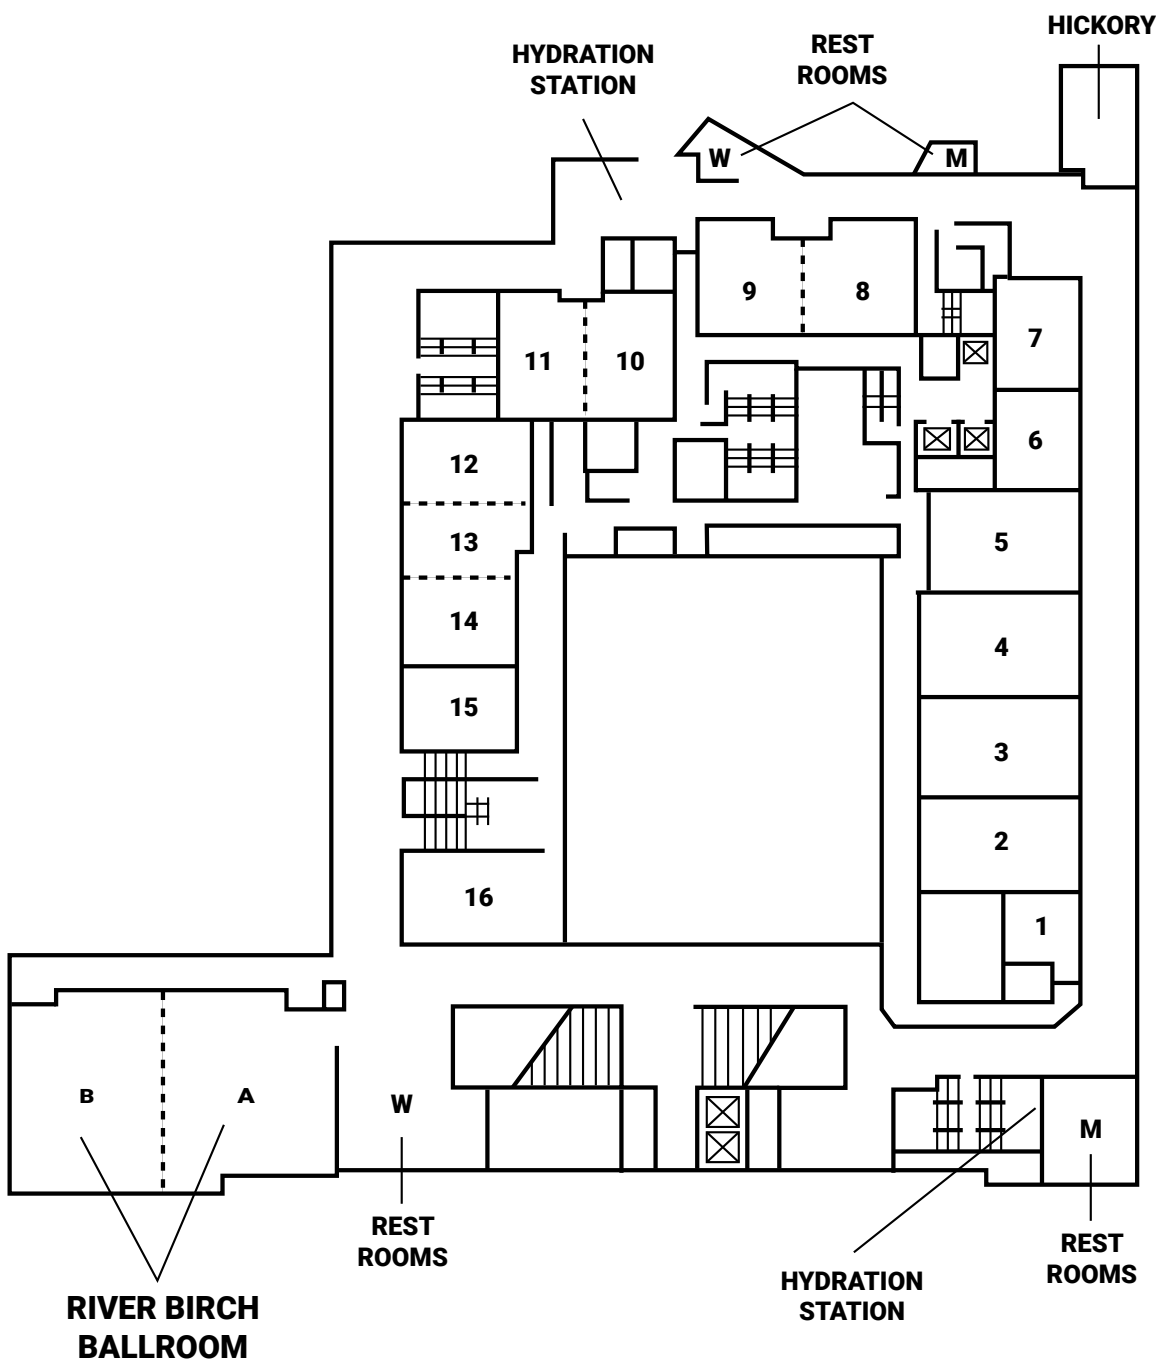 HICKORY
REST
ROOMS
HYDRATION
STATION
W
M
9
8
7
11
10
6
12
13
5
14
4
15
3
2
16
1
B
A
W
M
REST
ROOMS
REST
ROOMS
HYDRATION
STATION
RIVER BIRCH
BALLROOM